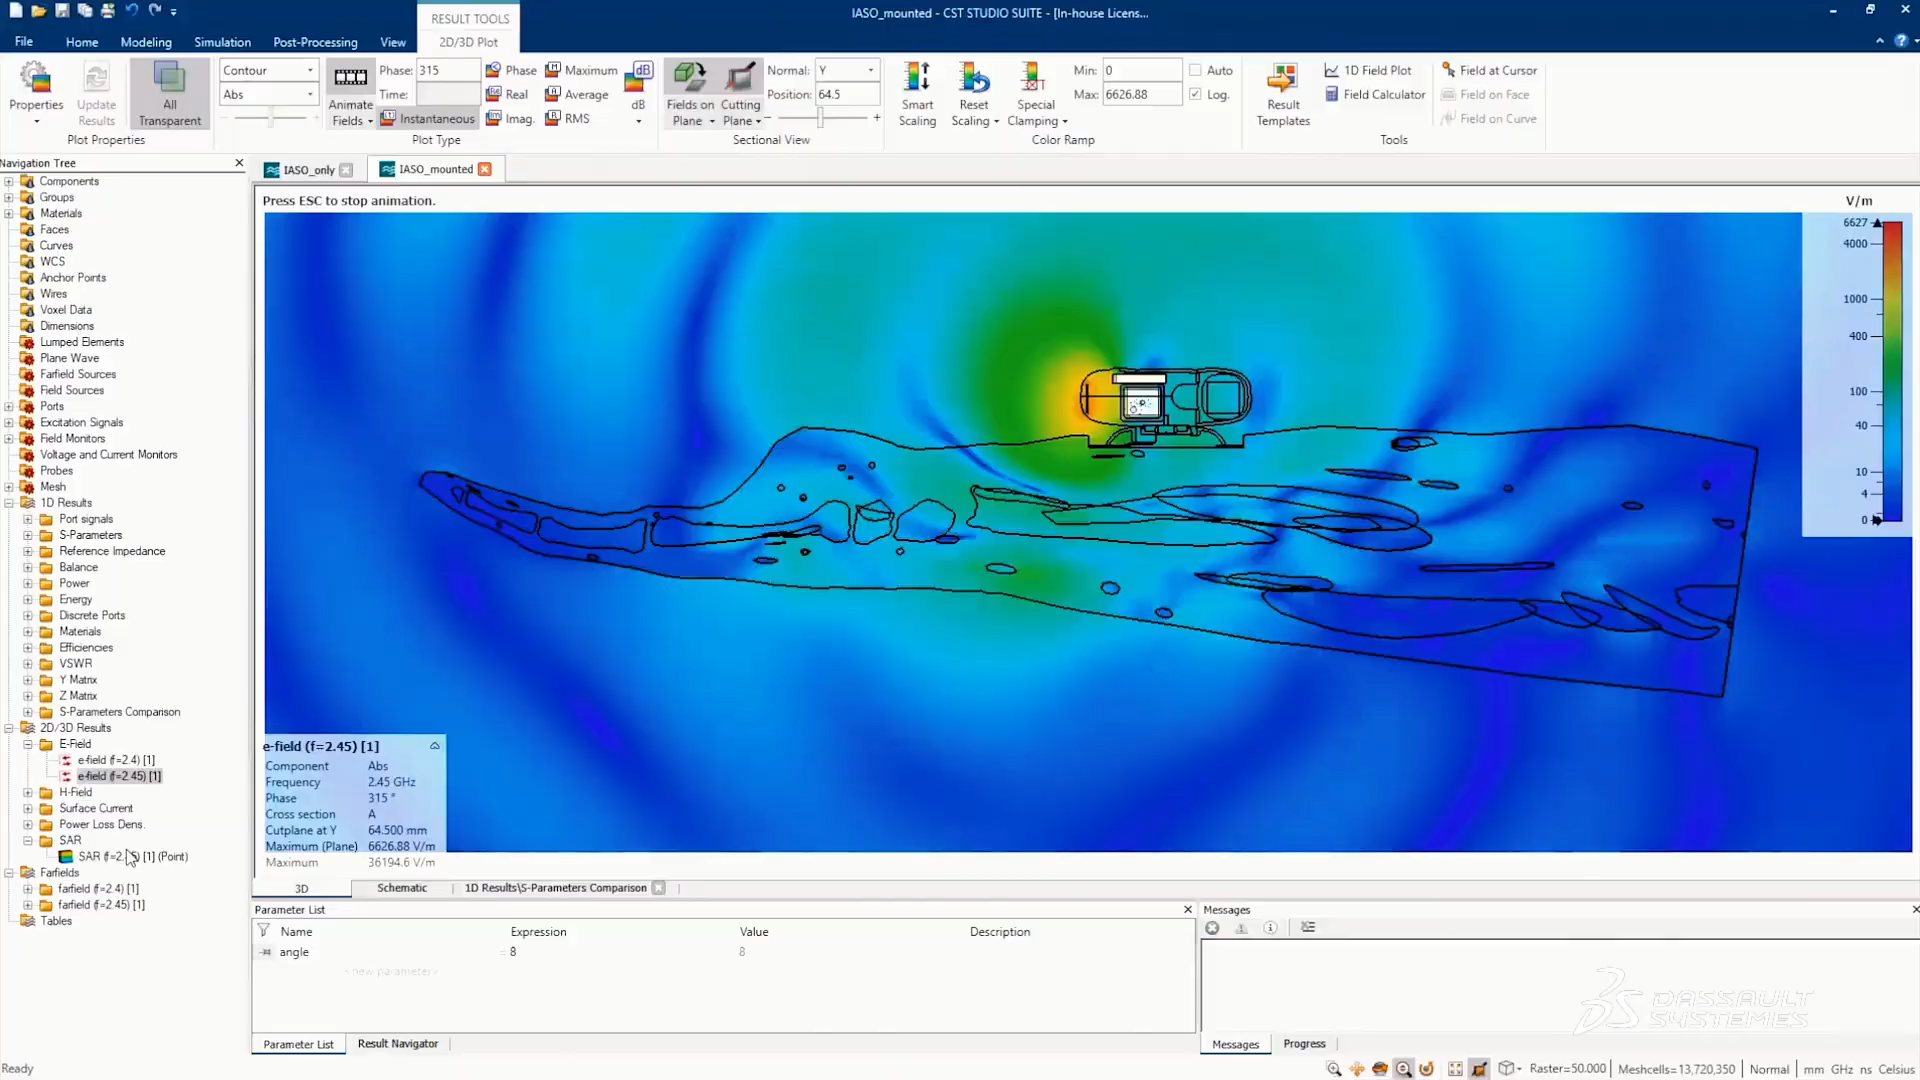 IASO_mounted - CST STUDIO SUITE - [In-house Licens...
RESULT TOOLS
File
Home
Modeling
Simulation
Post-Processing
View
2D/3D Plot
Properties
Update Results
All Transparent
Plot Properties
Contour
Abs
Animate Fields
Phase: 315
Time:
Instantaneous
Phase
Real
Imag.
Maximum
Average
RMS
dB
dB
Plot Type
Fields on Plane
Cutting Plane
Normal: Y
Position: 64.5
Sectional View
Smart Scaling
Reset Scaling
Special Clamping
Min: 0
Max: 6626.88
Auto
Log.
Color Ramp
Result Templates
1D Field Plot
Field Calculator
Field at Cursor
Field on Face
Field on Curve
Tools
Navigation Tree
Components
Groups
Materials
Faces
Curves
WCS
Anchor Points
Wires
Voxel Data
Dimensions
Lumped Elements
Plane Wave
Farfield Sources
Field Sources
Ports
Excitation Signals
Field Monitors
Voltage and Current Monitors
Probes
Mesh
1D Results
Port signals
S-Parameters
Reference Impedance
Balance
Power
Energy
Discrete Ports
Materials
Efficiencies
VSWR
Y Matrix
Z Matrix
S-Parameters Comparison
2D/3D Results
E-Field
e-field (f=2.4) [1]
e-field (f=2.45) [1]
H-Field
Surface Current
Power Loss Dens.
SAR
[1] (Point)
Farfields
farfield (f=2.4) [1]
farfield (f=2.45) [1]
Tables
IASO_only
IASO_mounted
Press ESC to stop animation.
V/m
6627
4000
1000
400
100
40
10
4
0
e-field (f=2.45) [1]
Component Abs
Frequency 2.45 GHz
Phase 315 °
Cross section A
Cutplane at Y 64.500 mm
Maximum (Plane) 6626.88 V/m
Maximum 36194.6 V/m
3D
Schematic
1D Results\S-Parameters Comparison
Parameter List
Name Expression Value Description
angle = 8 8
<new parameter>
Parameter List
Result Navigator
Messages
Messages
Progress
DASSAULT SYSTEMES
Ready
Raster=50.000
Meshcells=13,720,350
Normal
mm GHz ns Celsius